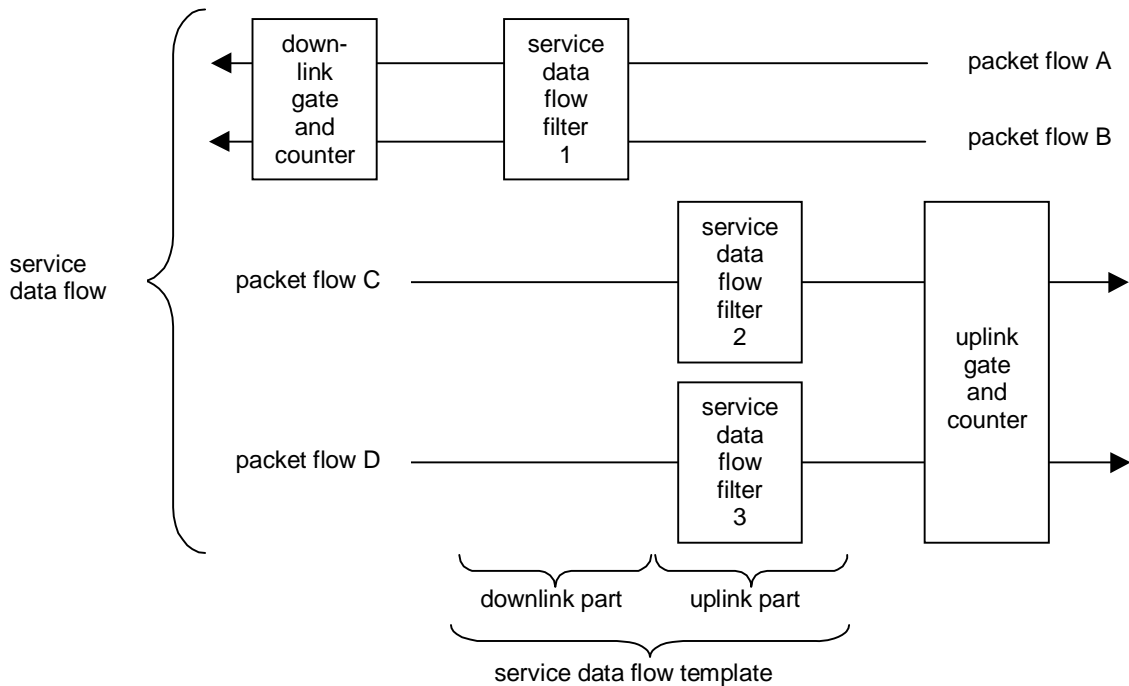 down-
link
gate
and
counter
service
data
flow
filter
1
packet flow A
packet flow B
service
data flow
packet flow C
service
data
flow
filter
2
uplink
gate
and
counter
packet flow D
service
data
flow
filter
3
downlink part
uplink part
service data flow template